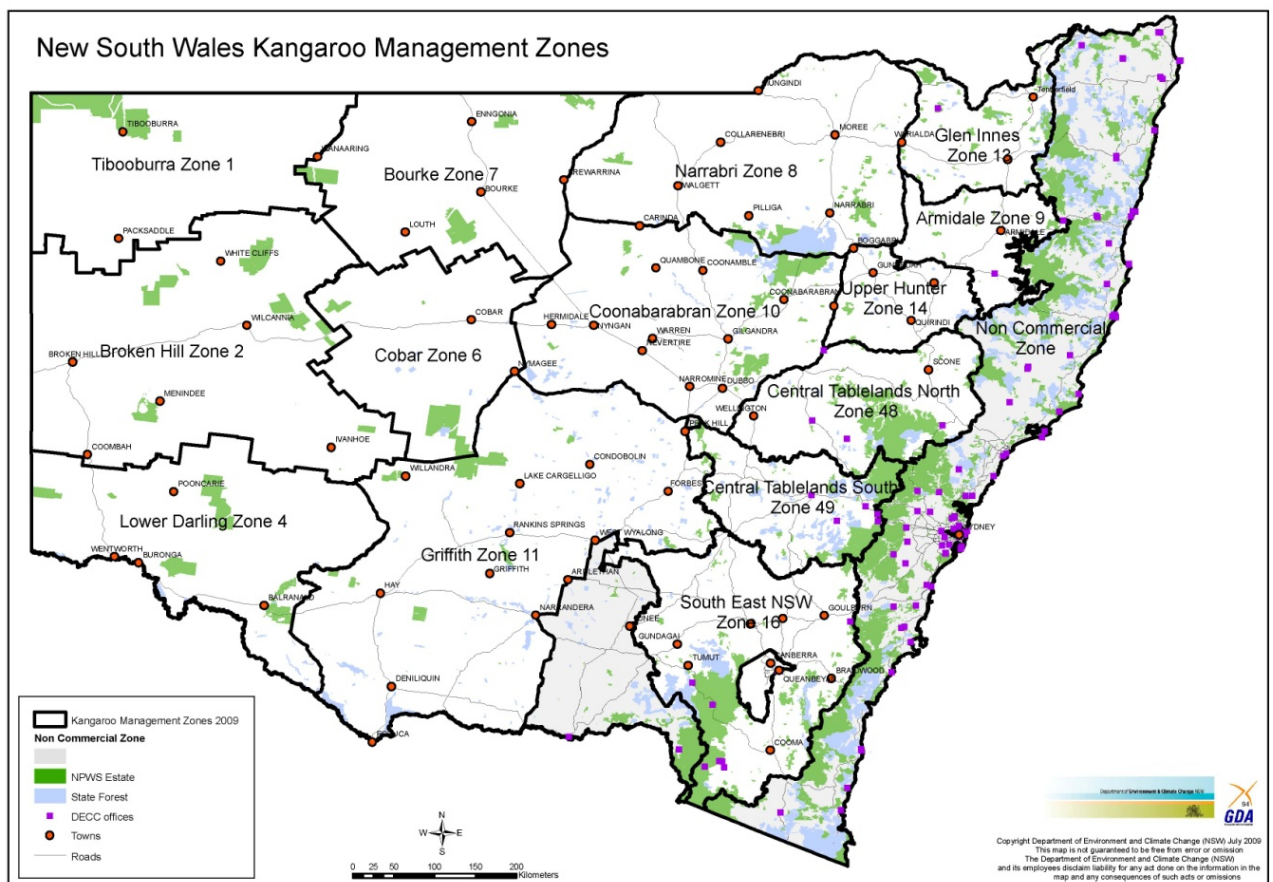 New South Wales Kangaroo Management Zones
TIBOOBURRA
Tibooburra Zone 1
PACKSADDLE
WHITE CLIFFS
WILCANNIA
BROKEN HILL
Broken Hill Zone 2
MENINDEE
COOMBAH
IVANHOE
POONCARIE
Lower Darling Zone 4
WENTWORTH
BURONGA
BALRANALD
ENNGONIA
Bourke Zone 7
BOURKE
LOUTH
COBAR
Cobar Zone 6
NYMAGEE
COLLARENEBRI
MOREE
Narrabri Zone 8
WALGETT
PILLIGA
NARRABRI
CARINDA
Tenterfield
Glen Innes
Zone 13
Armidale Zone 9
ARMIDALE
QUAMBONE
COONAMBLE
COONABARABRAN
Coonabarabran Zone 10
HERMIDALE
NYNGAN
WARREN
NEVERTIRE
GILGANDRA
NARROMINE
DUBBO
Upper Hunter
Zone 14
QUIRINDI
Non Commercial
Zone
SCONE
Central Tablelands North
Zone 48
WELLINGTON
PEAK HILL
WILLANDRA
LAKE CARGELLIGO
CONDOBOLIN
FORBES
Central Tablelands South
Zone 49
RANKINS SPRINGS
WEST WYALONG
Griffith Zone 11
GRIFFITH
HAY
ARDLETHAN
NARRANDERA
DENILIQUIN
South East NSW
Zone 16
GOULBURN
GUNDAGAI
TUMUT
CANBERRA
QUEANBEYAN
BRAIDWOOD
COOMA
Kangaroo Management Zones 2009
Non Commercial Zone
NPWS Estate
State Forest
DECC offices
Towns
Roads
N
W E
S
0 25 50 100 150 200
Kilometers
Department of Environment & Climate Change NSW
94
GDA
Copyright Department of Environment and Climate Change (NSW) July 2009
This map is not guaranteed to be free from error or omission
The Department of Environment and Climate Change (NSW)
and its employees disclaim liability for any act done on the information in the
map and any consequences of such acts or omissions